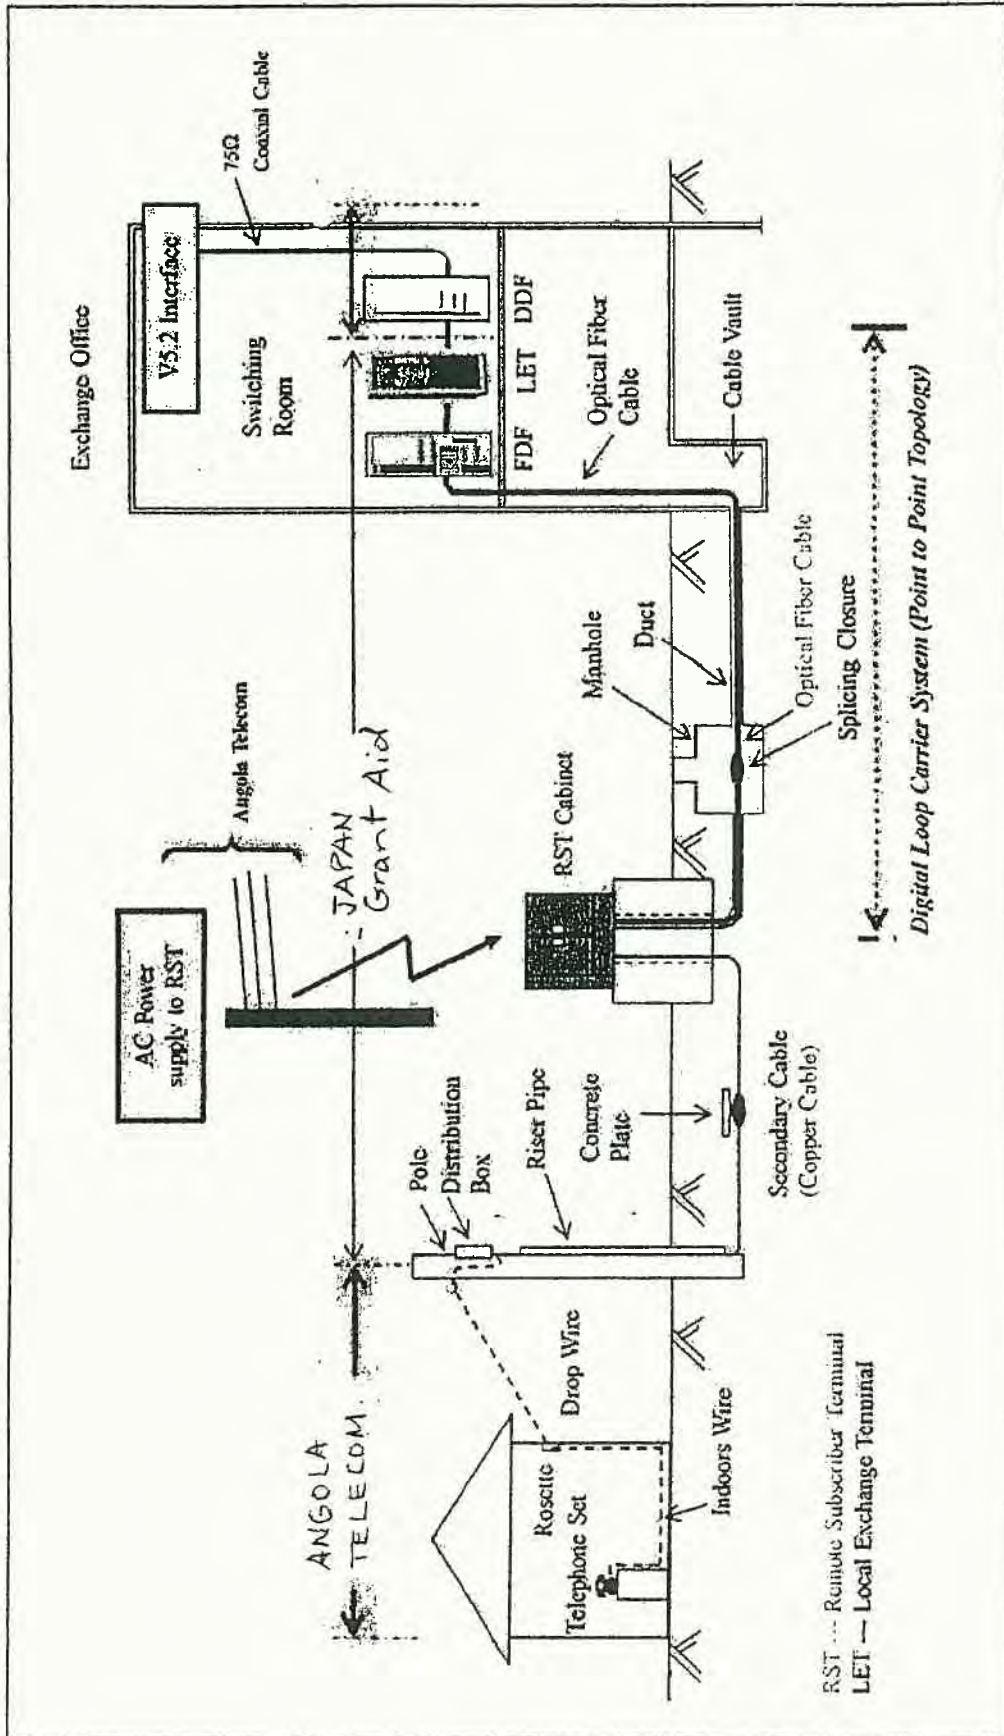 Exchange Office
V5.2 Interface
75Ω
Coaxial Cable
Switching
Room
FDF LET DDF
Optical Fiber
Cable
Cable Vault
AC Power
supply to RST
Angola Telecom
JAPAN
Grant Aid
ANGOLA
TELECOM.
Pole
Distribution
Box
Riser Pipe
Concrete
Plate
RST Cabinet
Manhole
Duct
Drop Wire
Rosette
Telephone Set
Indoors Wire
Secondary Cable
(Copper Cable)
Optical Fiber Cable
Splicing Closure
Digital Loop Carrier System (Point to Point Topology)
RST --- Remote Subscriber Terminal
LET — Local Exchange Terminal